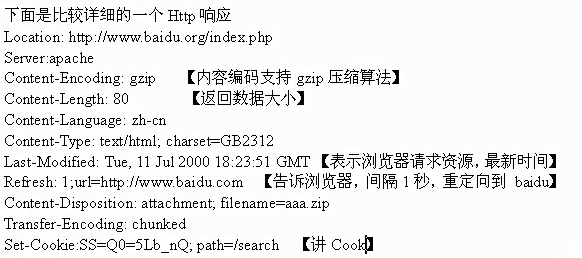 下面是比较详细的一个 Http 响应
Location: http://www.baidu.org/index.php
Server:apache
Content-Encoding: gzip 【内容编码支持 gzip 压缩算法】
Content-Length: 80 【返回数据大小】
Content-Language: zh-cn
Content-Type: text/html; charset=GB2312
Last-Modified: Tue, 11 Jul 2000 18:23:51 GMT 【表示浏览器请求资源，最新时间】
Refresh: 1;url=http://www.baidu.com 【告诉浏览器，间隔 1 秒，重定向到 baidu】
Content-Disposition: attachment; filename=aaa.zip
Transfer-Encoding: chunked
Set-Cookie:SS=Q0=5Lb_nQ; path=/search 【讲 Cook】